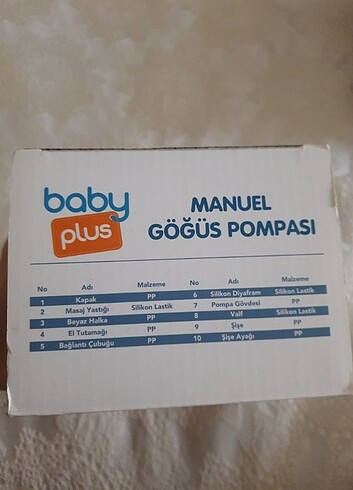 baby
plus
MANUEL
GÖĞÜS POMPASI
No Adı Malzeme No Adı Malzeme
1 Kapak PP 6 Silikon Diyafram Silikon Lastik
2 Masaj Yastığı Silikon Lastik 7 Pompa Gövdesi PP
3 Beyaz Halka PP 8 Valf Silikon Lastik
4 El Tutamağı PP 9 Şişe PP
5 Bağlantı Çubuğu PP 10 Şişe Ayağı PP